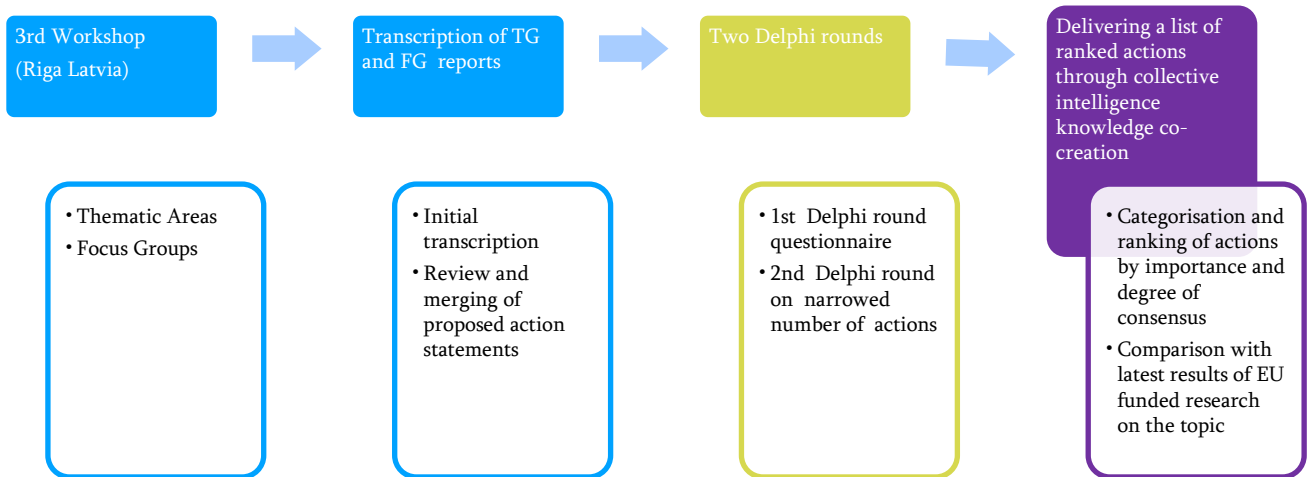 3rd Workshop
(Riga Latvia)
Transcription of TG
and FG reports
Two Delphi rounds
Delivering a list of
ranked actions
through collective
intelligence
knowledge co-
creation
• Thematic Areas
• Focus Groups
• Initial
transcription
• Review and
merging of
proposed action
statements
• 1st Delphi round
questionnaire
• 2nd Delphi round
on narrowed
number of actions
• Categorisation and
ranking of actions
by importance and
degree of
consensus
• Comparison with
latest results of EU
funded research
on the topic